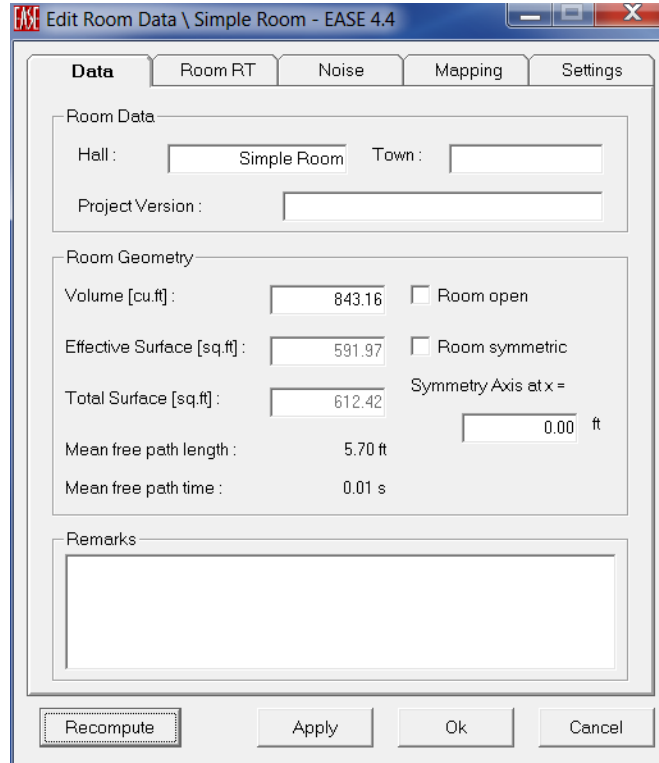 EASE Edit Room Data \ Simple Room - EASE 4.4
Data Room RT Noise Mapping Settings
Room Data
Hall : Simple Room Town :
Project Version :
Room Geometry
Volume [cu.ft] : 843.16 Room open
Effective Surface [sq.ft] : 591.97 Room symmetric
Symmetry Axis at x =
Total Surface [sq.ft] : 612.42
0.00 ft
Mean free path length : 5.70 ft
Mean free path time : 0.01 s
Remarks
Recompute Apply Ok Cancel